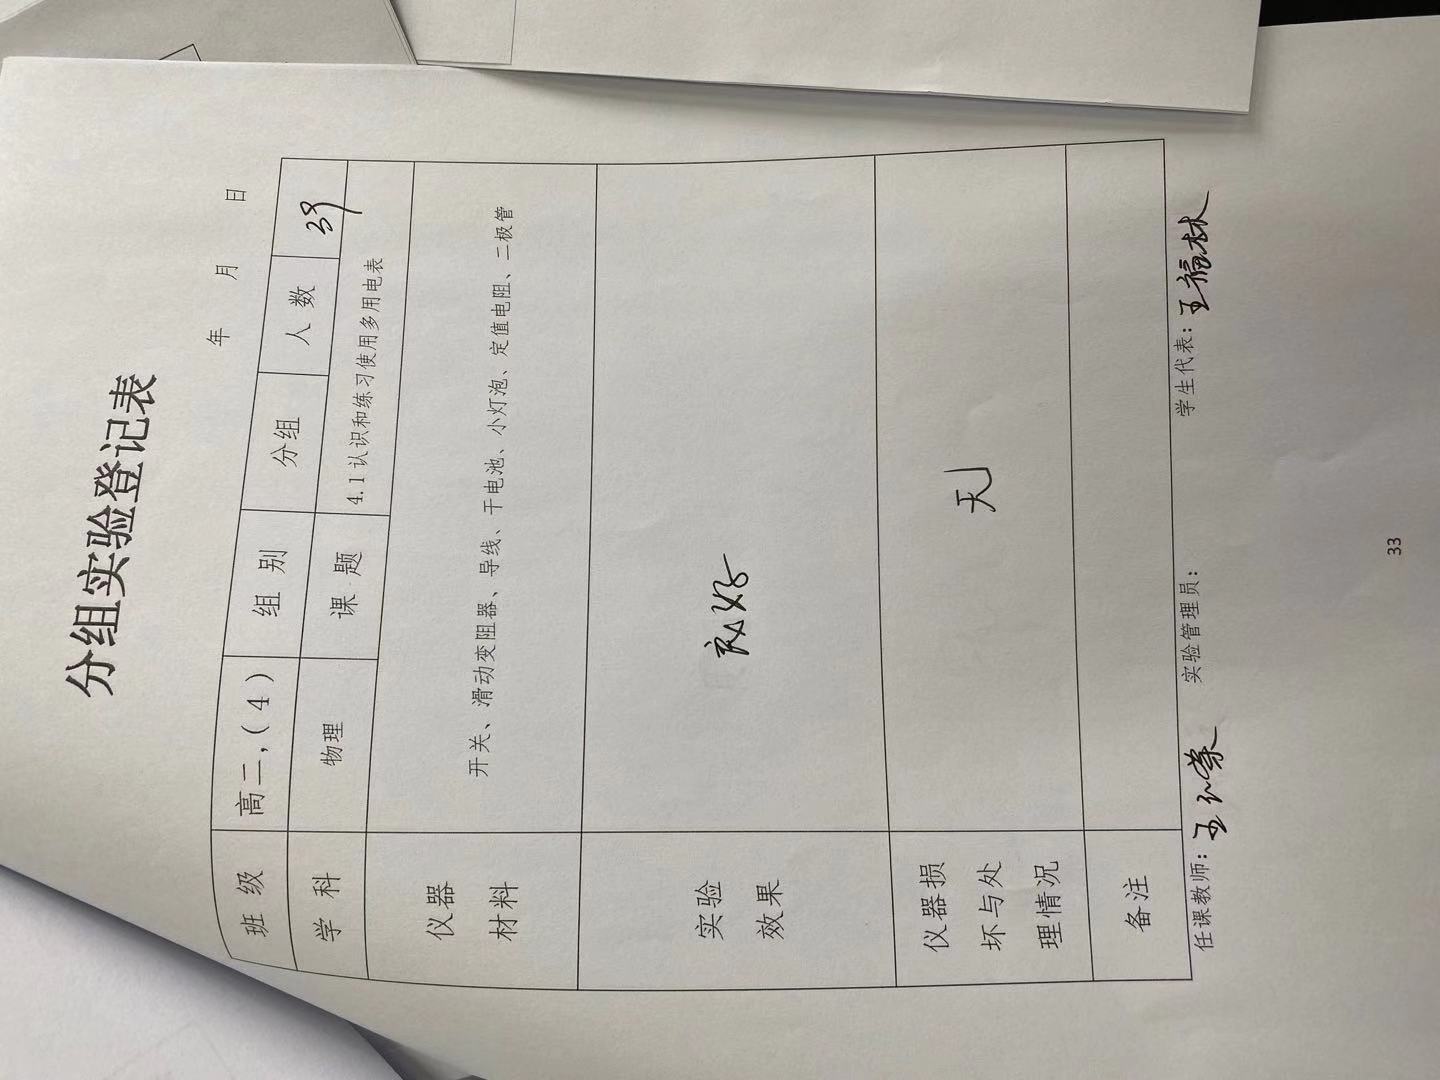 分组实验登记表
年 月 日
班 级 高二,(4) 组 别 分组 人 数 39
学 科 物理 课 题 4.1认识和练习使用多用电表
仪器
材料
开关、滑动变阻器、导线、干电池、小灯泡、定值电阻、二极管
实验
效果
良好
仪器损
坏与处
理情况
无
备注
任课教师: 实验管理员: 学生代表: 王福林
33